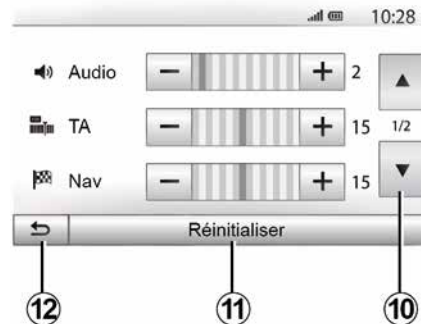 10:28
Audio − + 2
TA − + 15 1/2
Nav − + 15
Réinitialiser
12 11 10